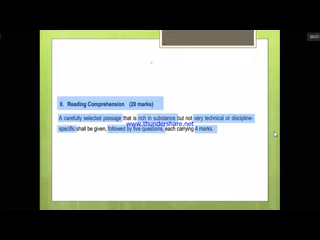 II. Reading Comprehension (20 marks)
A carefully selected passage that is rich in substance but not very technical or discipline-
www.thundershare.net
specific shall be given, followed by five questions, each carrying 4 marks.